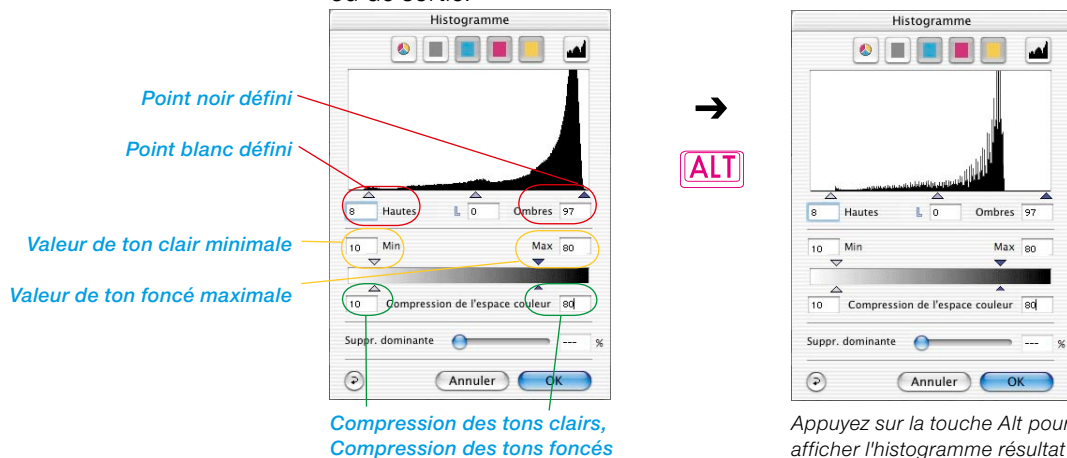 ou de sortie.
Histogramme
Point noir défini
Point blanc défini
8 Hautes L 0 Ombres 97
Valeur de ton clair minimale
10 Min Max 80
Valeur de ton foncé maximale
10 Compression de l'espace couleur 80
Suppr. dominante --- %
Annuler OK
Compression des tons clairs,
Compression des tons foncés
➔
ALT
Histogramme
8 Hautes L 0 Ombres 97
10 Min Max 80
10 Compression de l'espace couleur 80
Suppr. dominante --- %
Annuler OK
Appuyez sur la touche Alt pour
afficher l'histogramme résultat